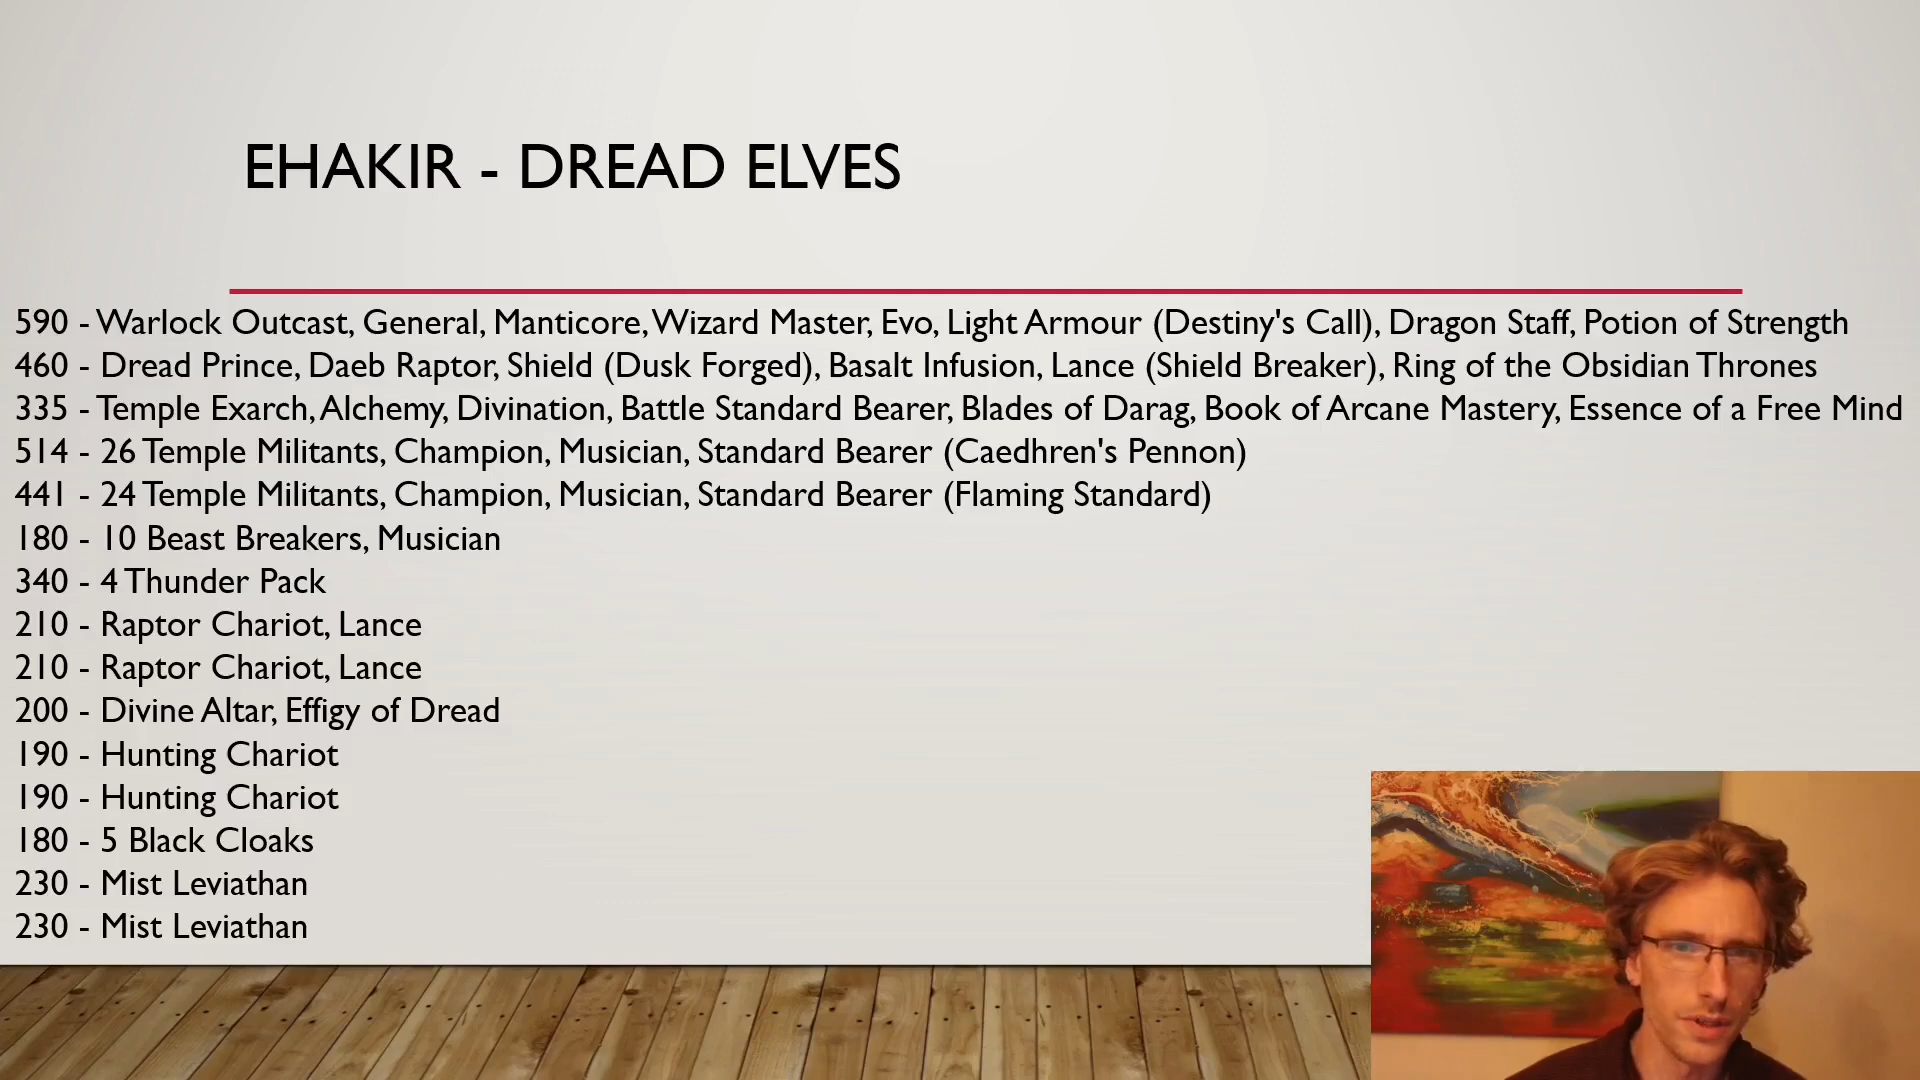 EHAKIR - DREAD ELVES
590 - Warlock Outcast, General, Manticore, Wizard Master, Evo, Light Armour (Destiny's Call), Dragon Staff, Potion of Strength
460 - Dread Prince, Daeb Raptor, Shield (Dusk Forged), Basalt Infusion, Lance (Shield Breaker), Ring of the Obsidian Thrones
335 - Temple Exarch, Alchemy, Divination, Battle Standard Bearer, Blades of Darag, Book of Arcane Mastery, Essence of a Free Mind
514 - 26 Temple Militants, Champion, Musician, Standard Bearer (Caedhren's Pennon)
441 - 24 Temple Militants, Champion, Musician, Standard Bearer (Flaming Standard)
180 - 10 Beast Breakers, Musician
340 - 4 Thunder Pack
210 - Raptor Chariot, Lance
210 - Raptor Chariot, Lance
200 - Divine Altar, Effigy of Dread
190 - Hunting Chariot
190 - Hunting Chariot
180 - 5 Black Cloaks
230 - Mist Leviathan
230 - Mist Leviathan